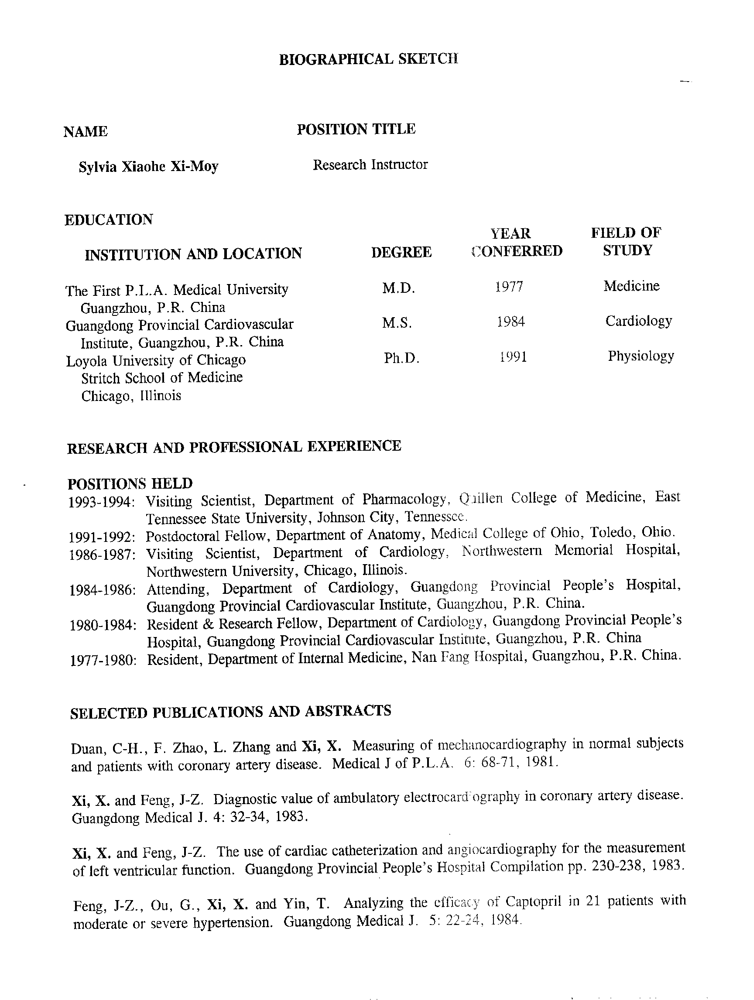 BIOGRAPHICAL SKETCH
NAME POSITION TITLE
Sylvia Xiaohe Xi-Moy Research Instructor
EDUCATION
YEAR FIELD OF
INSTITUTION AND LOCATION DEGREE CONFERRED STUDY
The First P.L.A. Medical University M.D. 1977 Medicine
Guangzhou, P.R. China
Guangdong Provincial Cardiovascular M.S. 1984 Cardiology
Institute, Guangzhou, P.R. China
Loyola University of Chicago Ph.D. 1991 Physiology
Stritch School of Medicine
Chicago, Illinois
RESEARCH AND PROFESSIONAL EXPERIENCE
POSITIONS HELD
1993-1994: Visiting Scientist, Department of Pharmacology, Quillen College of Medicine, East
Tennessee State University, Johnson City, Tennessee.
1991-1992: Postdoctoral Fellow, Department of Anatomy, Medical College of Ohio, Toledo, Ohio.
1986-1987: Visiting Scientist, Department of Cardiology, Northwestern Memorial Hospital,
Northwestern University, Chicago, Illinois.
1984-1986: Attending, Department of Cardiology, Guangdong Provincial People's Hospital,
Guangdong Provincial Cardiovascular Institute, Guangzhou, P.R. China.
1980-1984: Resident & Research Fellow, Department of Cardiology, Guangdong Provincial People's
Hospital, Guangdong Provincial Cardiovascular Institute, Guangzhou, P.R. China
1977-1980: Resident, Department of Internal Medicine, Nan Fang Hospital, Guangzhou, P.R. China.
SELECTED PUBLICATIONS AND ABSTRACTS
Duan, C-H., F. Zhao, L. Zhang and Xi, X. Measuring of mechanocardiography in normal subjects
and patients with coronary artery disease. Medical J of P.L.A. 6: 68-71, 1981.
Xi, X. and Feng, J-Z. Diagnostic value of ambulatory electrocardiography in coronary artery disease.
Guangdong Medical J. 4: 32-34, 1983.
Xi, X. and Feng, J-Z. The use of cardiac catheterization and angiocardiography for the measurement
of left ventricular function. Guangdong Provincial People's Hospital Compilation pp. 230-238, 1983.
Feng, J-Z., Ou, G., Xi, X. and Yin, T. Analyzing the efficacy of Captopril in 21 patients with
moderate or severe hypertension. Guangdong Medical J. 5: 22-24, 1984.